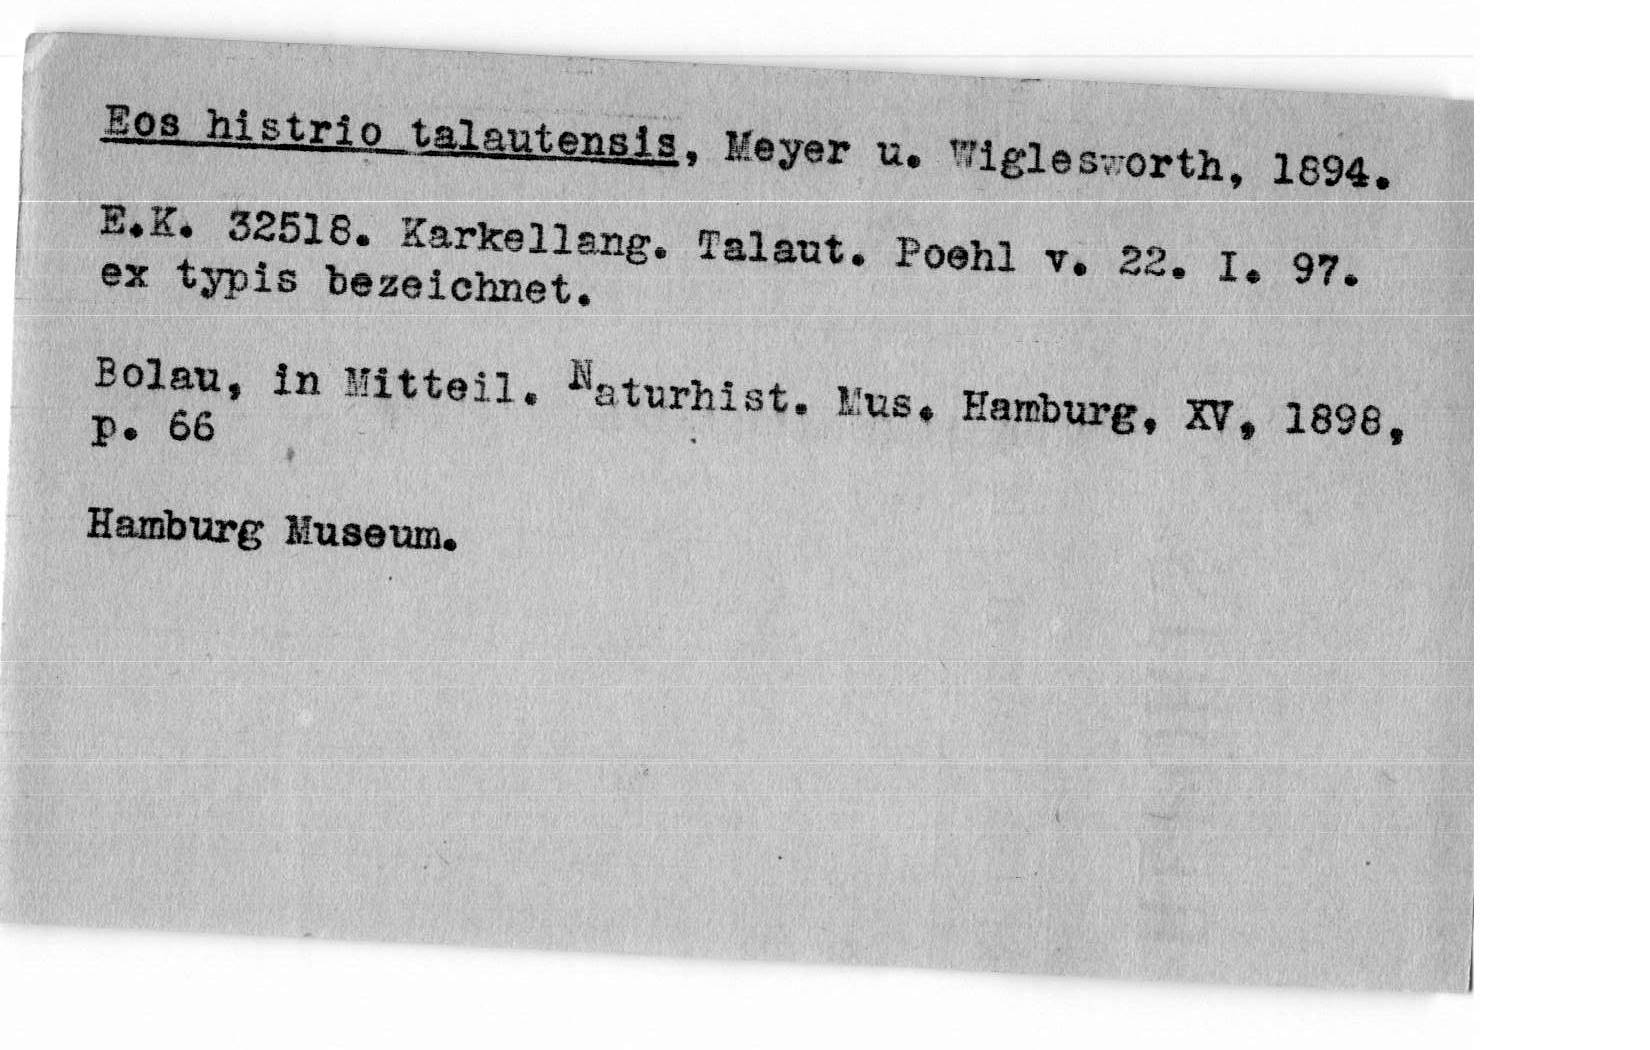 Eos histrio talautensis, Meyer u. Wiglesworth, 1894.
E.K. 32518. Karkellang. Talaut. Poehl v. 22. I. 97.
ex typis bezeichnet.
Bolau, in Mitteil. Naturhist. Mus. Hamburg, XV, 1898,
p. 66
Hamburg Museum.